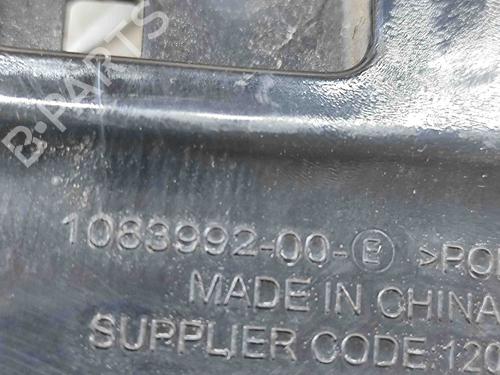 B-PARTS
1083992-00-E >PO
MADE IN CHINA
SUPPLIER CODE:120